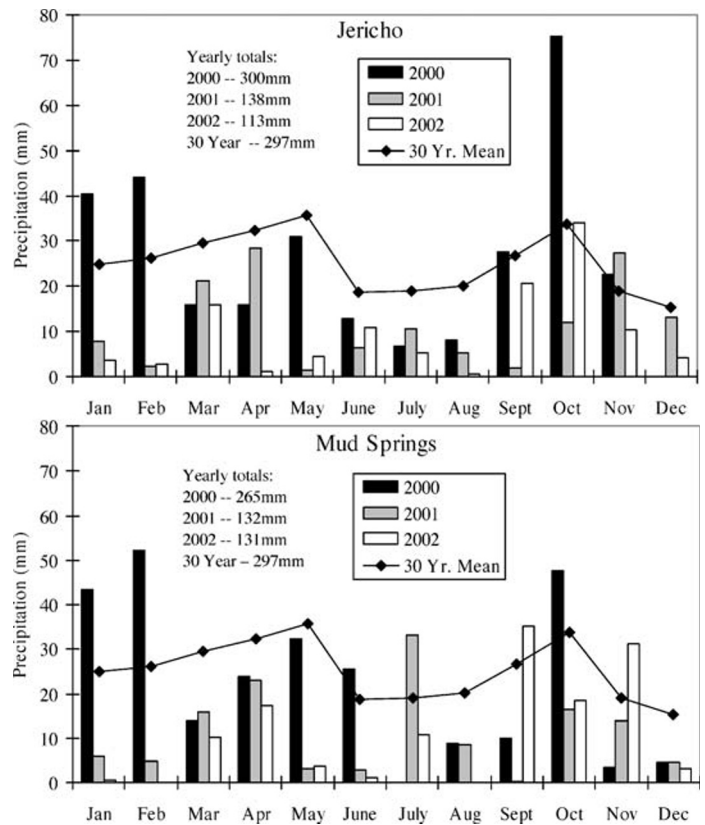 Jericho
Yearly totals:
2000 -- 300mm
2001 -- 138mm
2002 -- 113mm
30 Year -- 297mm
2000
2001
2002
30 Yr. Mean
Precipitation (mm)
80
70
60
50
40
30
20
10
0
Jan Feb Mar Apr May June July Aug Sept Oct Nov Dec
Mud Springs
Yearly totals:
2000 -- 265mm
2001 -- 132mm
2002 -- 131mm
30 Year – 297mm
2000
2001
2002
30 Yr. Mean
Precipitation (mm)
80
70
60
50
40
30
20
10
0
Jan Feb Mar Apr May June July Aug Sept Oct Nov Dec